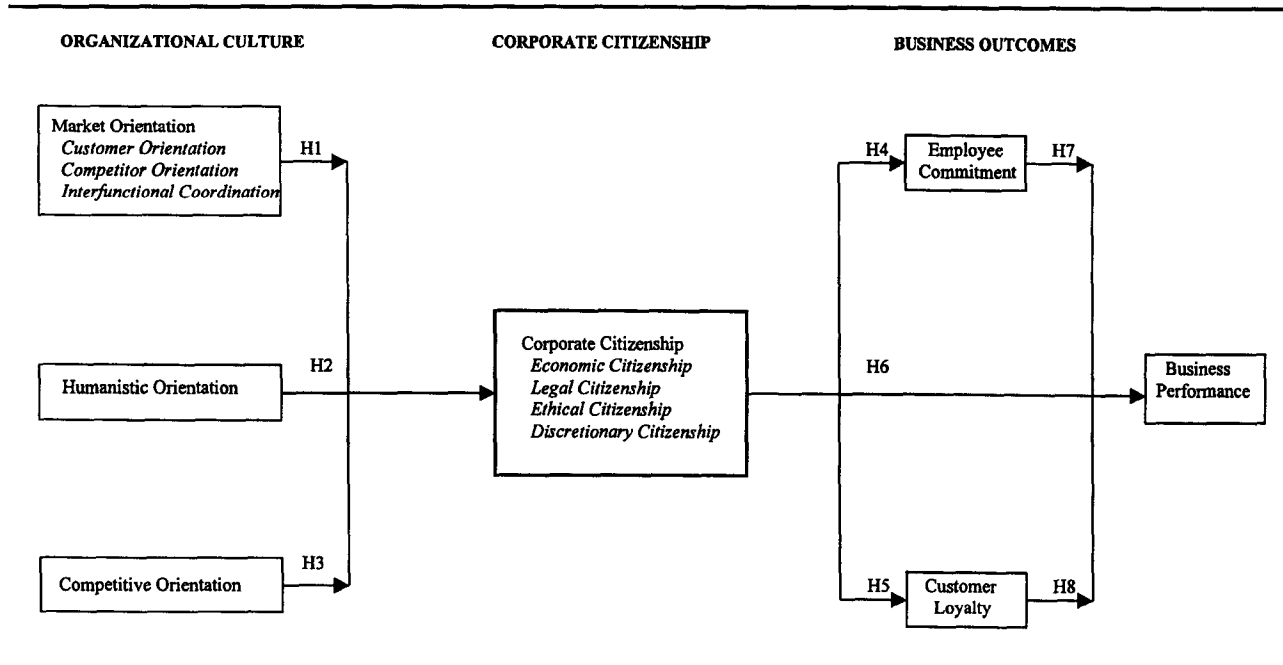 ORGANIZATIONAL CULTURE
CORPORATE CITIZENSHIP
BUSINESS OUTCOMES
Market Orientation
Customer Orientation
Competitor Orientation
Interfunctional Coordination
H1
H4
Employee
Commitment
H7
Humanistic Orientation
H2
Corporate Citizenship
Economic Citizenship
Legal Citizenship
Ethical Citizenship
Discretionary Citizenship
H6
Business
Performance
Competitive Orientation
H3
H5
Customer
Loyalty
H8